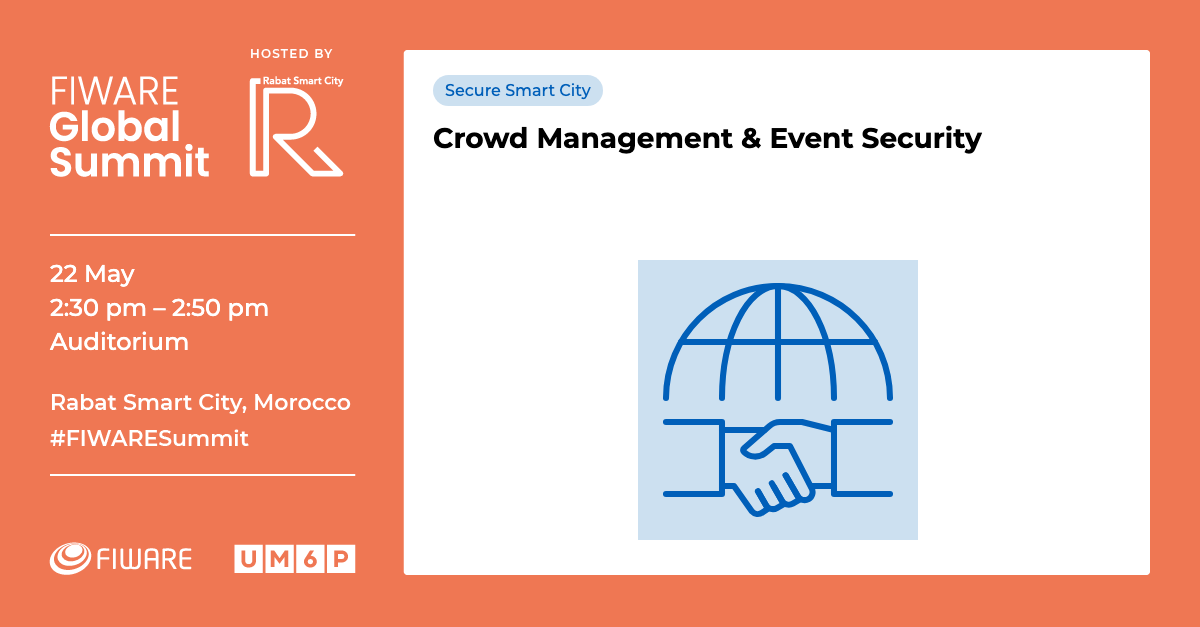 HOSTED BY
FIWARE
Global
Summit
Rabat Smart City
R
22 May
2:30 pm – 2:50 pm
Auditorium
Rabat Smart City, Morocco
#FIWARESummit
FIWARE
UM6P
Secure Smart City
Crowd Management & Event Security